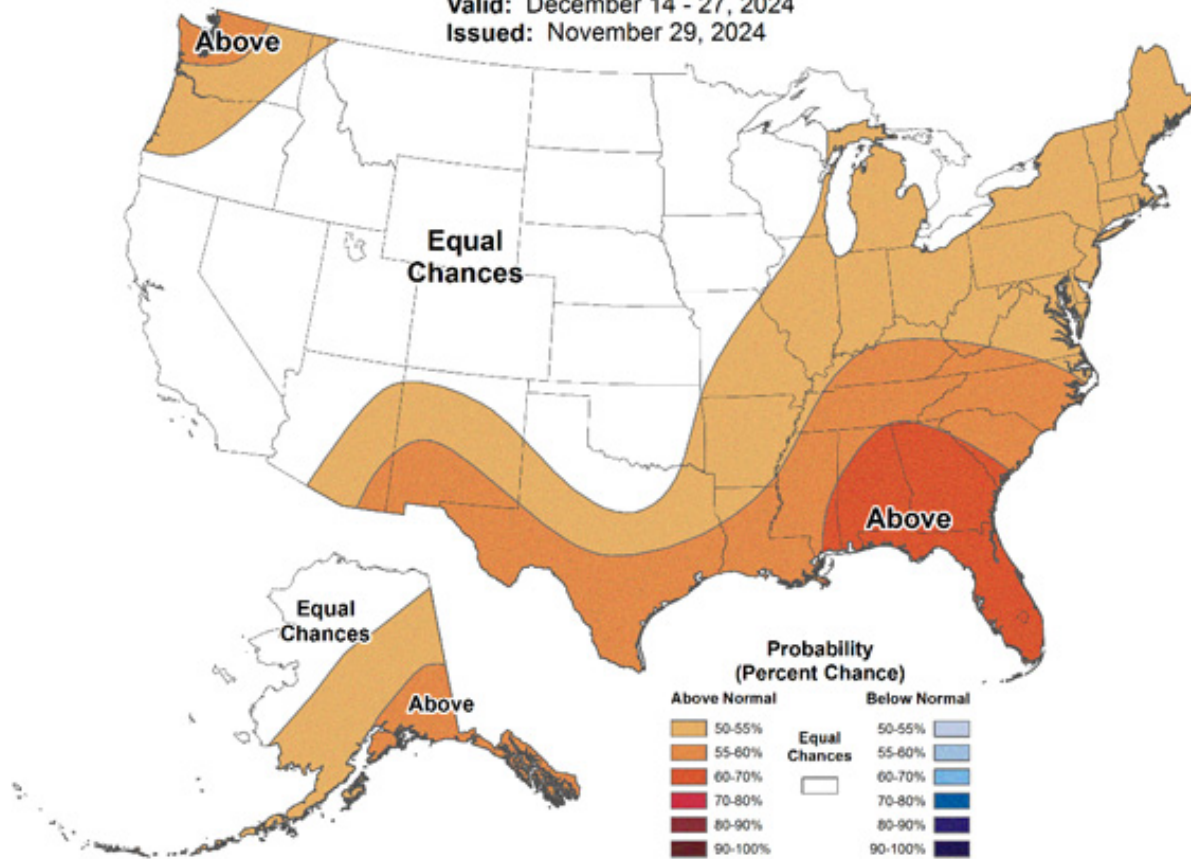 Valid: December 14 - 27, 2024
Issued: November 29, 2024
Above
Equal
Chances
Above
Equal
Chances
Above
Probability
(Percent Chance)
Above Normal
Below Normal
50-55%
55-60%
60-70%
70-80%
80-90%
90-100%
Equal
Chances
50-55%
55-60%
60-70%
70-80%
80-90%
90-100%